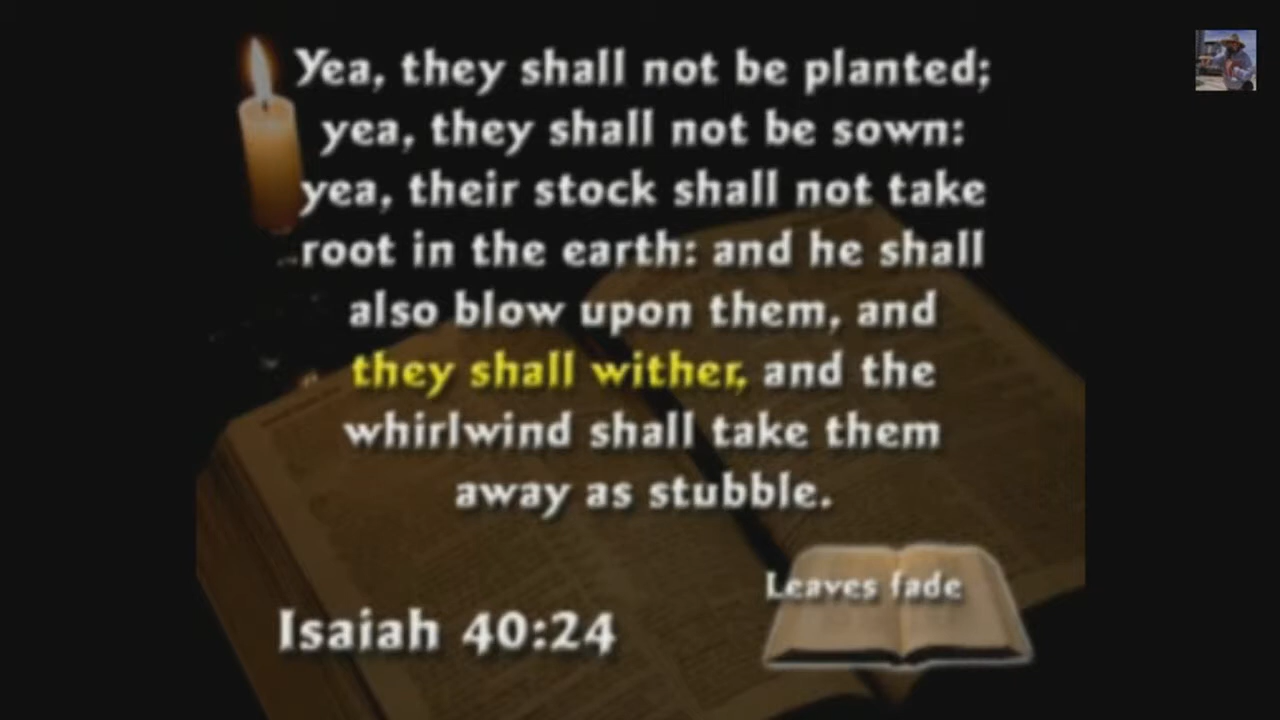 Yea, they shall not be planted;
yea, they shall not be sown:
yea, their stock shall not take
root in the earth: and he shall
also blow upon them, and
they shall wither, and the
whirlwind shall take them
away as stubble.
Leaves fade
Isaiah 40:24